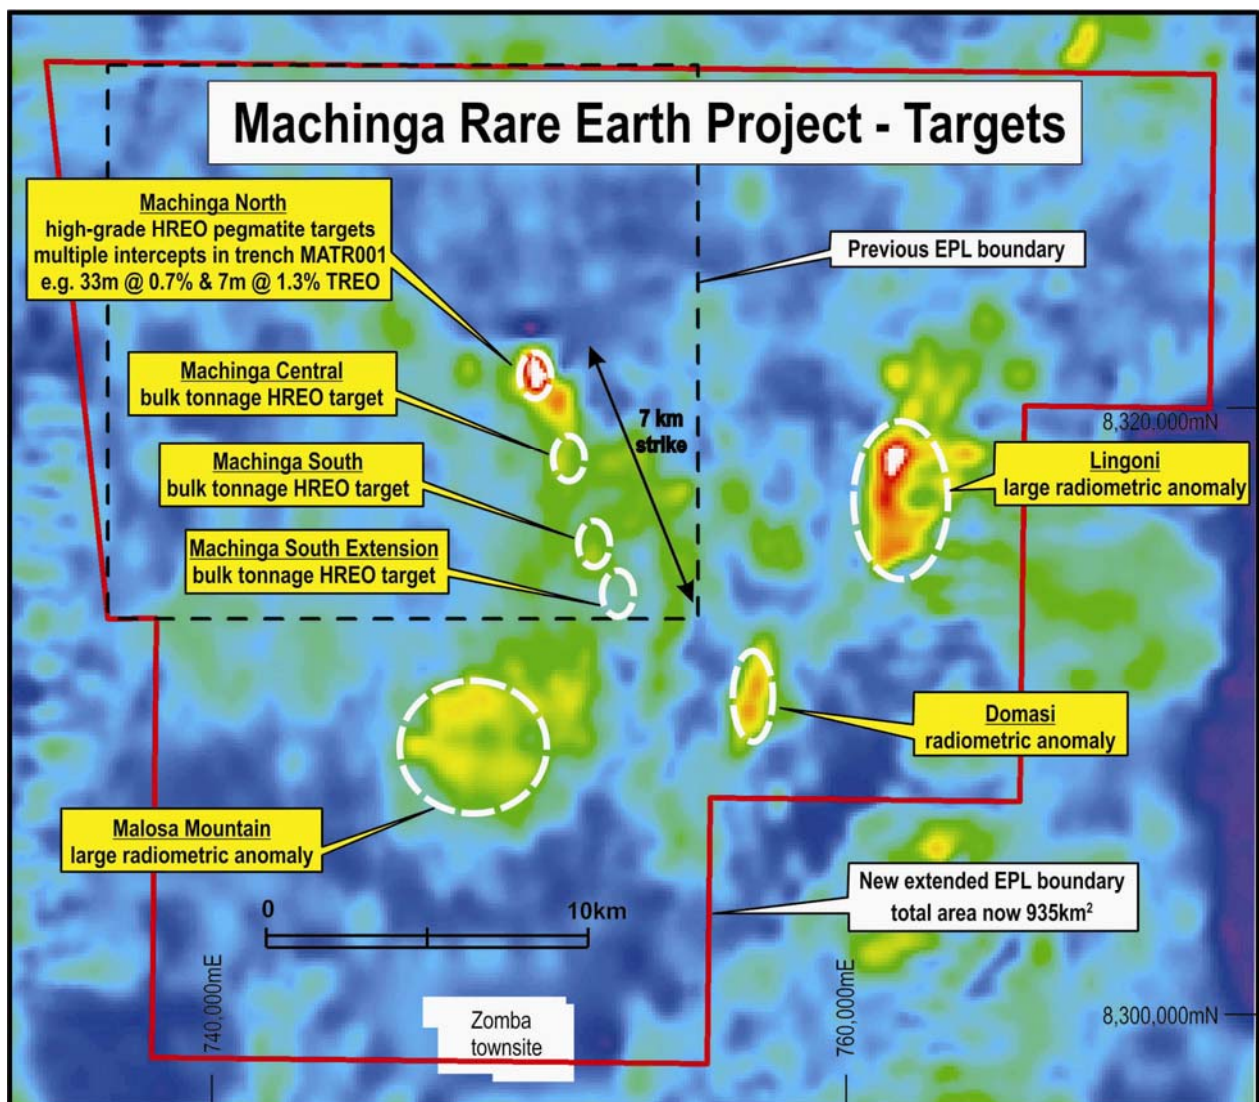 Machinga Rare Earth Project - Targets
Machinga North
high-grade HREO pegmatite targets
multiple intercepts in trench MATR001
e.g. 33m @ 0.7% & 7m @ 1.3% TREO
Previous EPL boundary
Machinga Central
bulk tonnage HREO target
7 km
strike
8,320,000mN
Machinga South
bulk tonnage HREO target
Lingoni
large radiometric anomaly
Machinga South Extension
bulk tonnage HREO target
Domasi
radiometric anomaly
Malosa Mountain
large radiometric anomaly
New extended EPL boundary
total area now 935km²
0
10km
740,000mE
760,000mE
8,300,000mN
Zomba
townsite